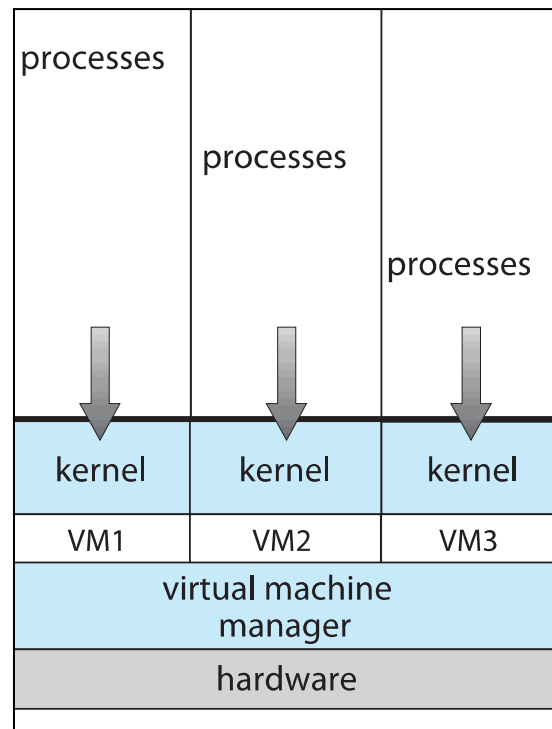 processes
processes
processes
kernel
kernel
kernel
VM1
VM2
VM3
virtual machine
manager
hardware